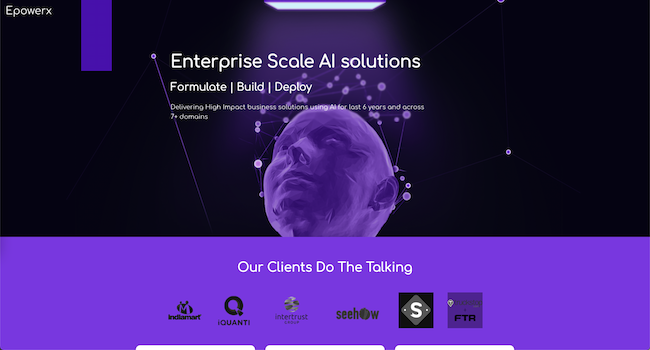 Epowerx
Enterprise Scale AI solutions
Formulate | Build | Deploy
Delivering High Impact business solutions using AI for last 6 years and across
7+ domains
Our Clients Do The Talking
indiamart
iQUANTI
intertrust
GROUP
seehow
S
FTR